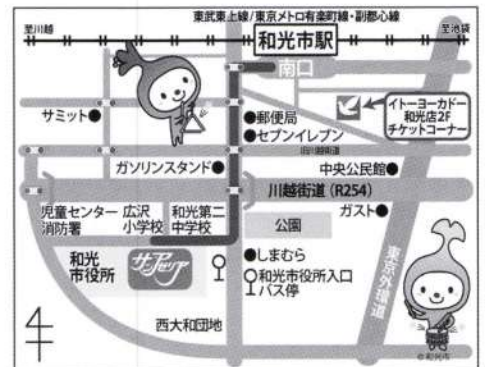 東武東上線/東京メトロ有楽町線・副都心線
至川越
至池袋
和光市駅
南口
サミット●
●郵便局
●セブンイレブン
イトーヨーカドー
和光店2F
チケットコーナー
旧川越街道
ガソリンスタンド●
中央公民館●
川越街道(R254)
児童センター
消防署
広沢
小学校
和光第二
中学校
公園
ガスト●
和光
市役所
サンアゼリア
●しまむら
和光市役所入口
バス停
東京外環道
西大和団地
©和光市